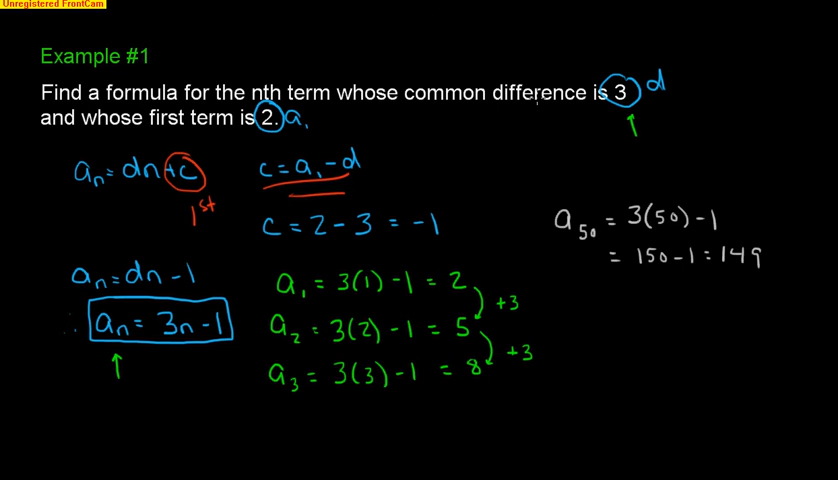 Unregistered FrontCam
Example #1
Find a formula for the nth term whose common difference is 3 d
and whose first term is 2. a₁
aₙ = dn + c
1st
c = a₁ - d
c = 2 - 3 = -1
aₙ = dn - 1
∴ aₙ = 3n - 1
a₁ = 3(1) - 1 = 2
+3
a₂ = 3(2) - 1 = 5
+3
a₃ = 3(3) - 1 = 8
a₅₀ = 3(50) - 1
= 150 - 1 = 149